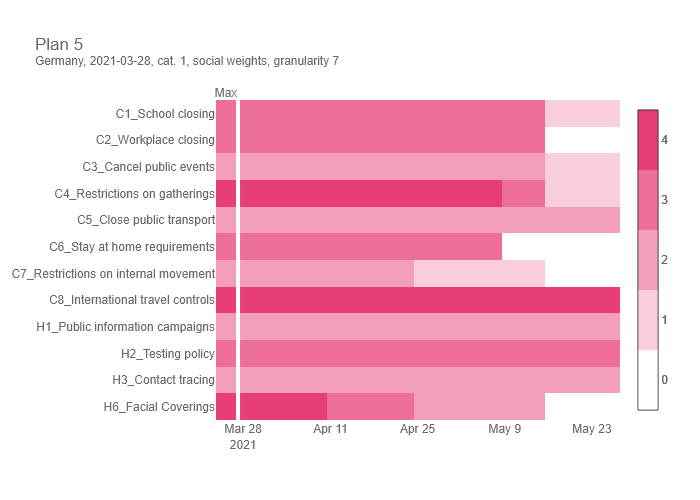 Plan 5
Germany, 2021-03-28, cat. 1, social weights, granularity 7
Max
C1_School closing
C2_Workplace closing
C3_Cancel public events
C4_Restrictions on gatherings
C5_Close public transport
C6_Stay at home requirements
C7_Restrictions on internal movement
C8_International travel controls
H1_Public information campaigns
H2_Testing policy
H3_Contact tracing
H6_Facial Coverings
Mar 28
2021
Apr 11
Apr 25
May 9
May 23
4
3
2
1
0